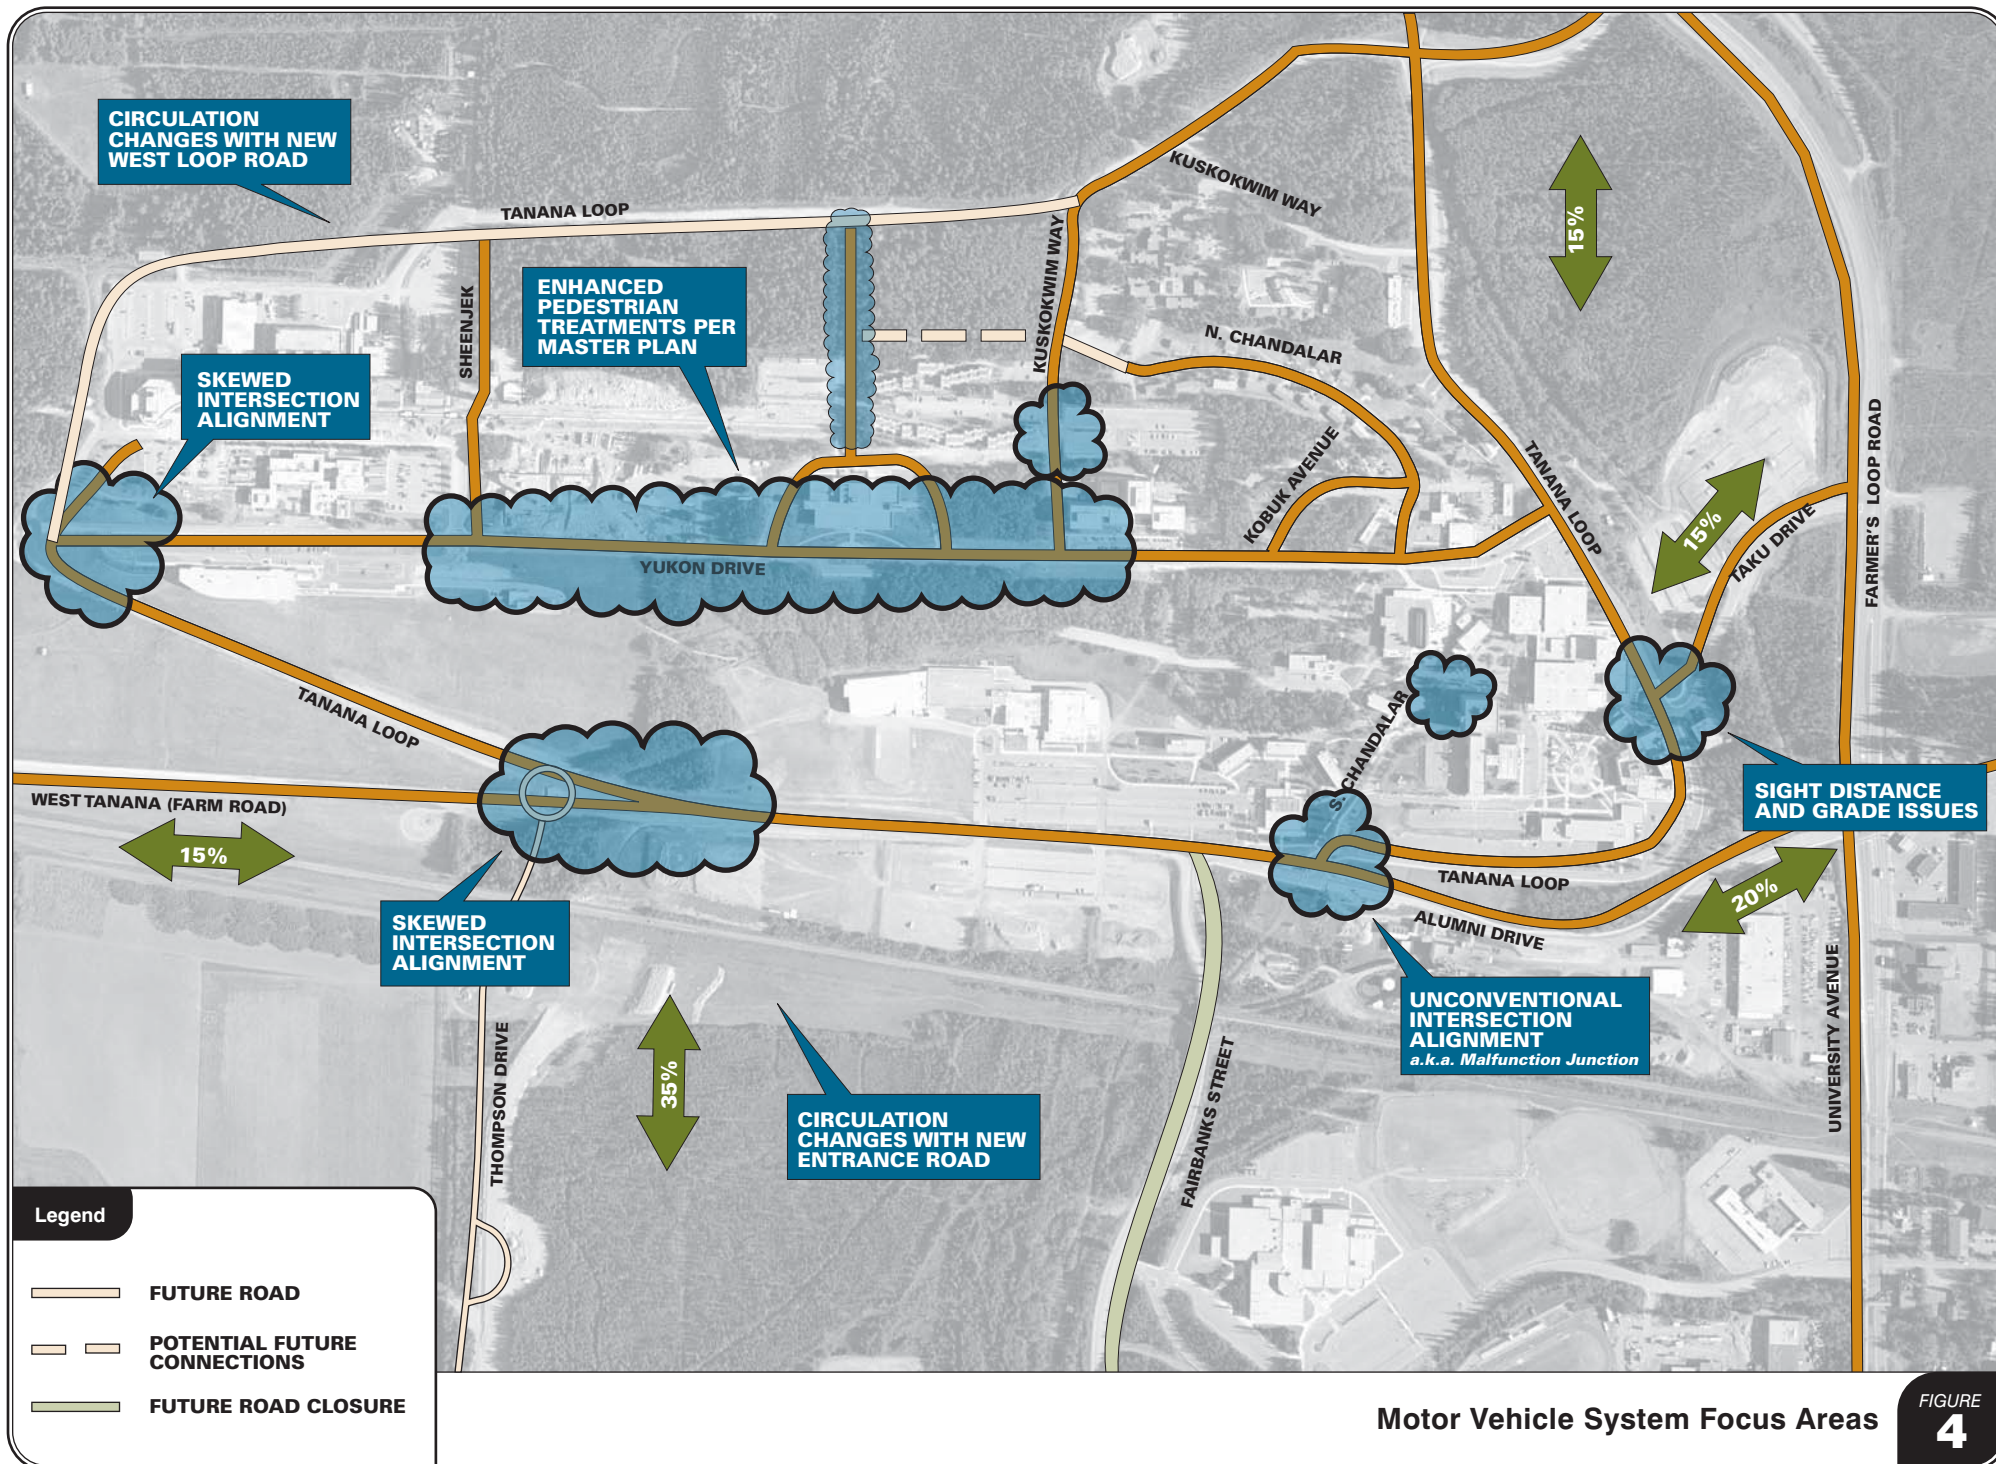 CIRCULATION
CHANGES WITH NEW
WEST LOOP ROAD
TANANA LOOP
KUSKOKWIM WAY
15%
ENHANCED
PEDESTRIAN
TREATMENTS PER
MASTER PLAN
SHEENJEK
KUSKOKWIM WAY
N. CHANDALAR
SKEWED
INTERSECTION
ALIGNMENT
KOBUK AVENUE
TANANA LOOP
15%
TAKU DRIVE
FARMER'S LOOP ROAD
YUKON DRIVE
TANANA LOOP
S. CHANDALAR
WEST TANANA (FARM ROAD)
15%
SIGHT DISTANCE
AND GRADE ISSUES
TANANA LOOP
20%
ALUMNI DRIVE
SKEWED
INTERSECTION
ALIGNMENT
UNCONVENTIONAL
INTERSECTION
ALIGNMENT
a.k.a. Malfunction Junction
THOMPSON DRIVE
35%
CIRCULATION
CHANGES WITH NEW
ENTRANCE ROAD
FAIRBANKS STREET
UNIVERSITY AVENUE
Legend
FUTURE ROAD
POTENTIAL FUTURE
CONNECTIONS
FUTURE ROAD CLOSURE
Motor Vehicle System Focus Areas
FIGURE
4